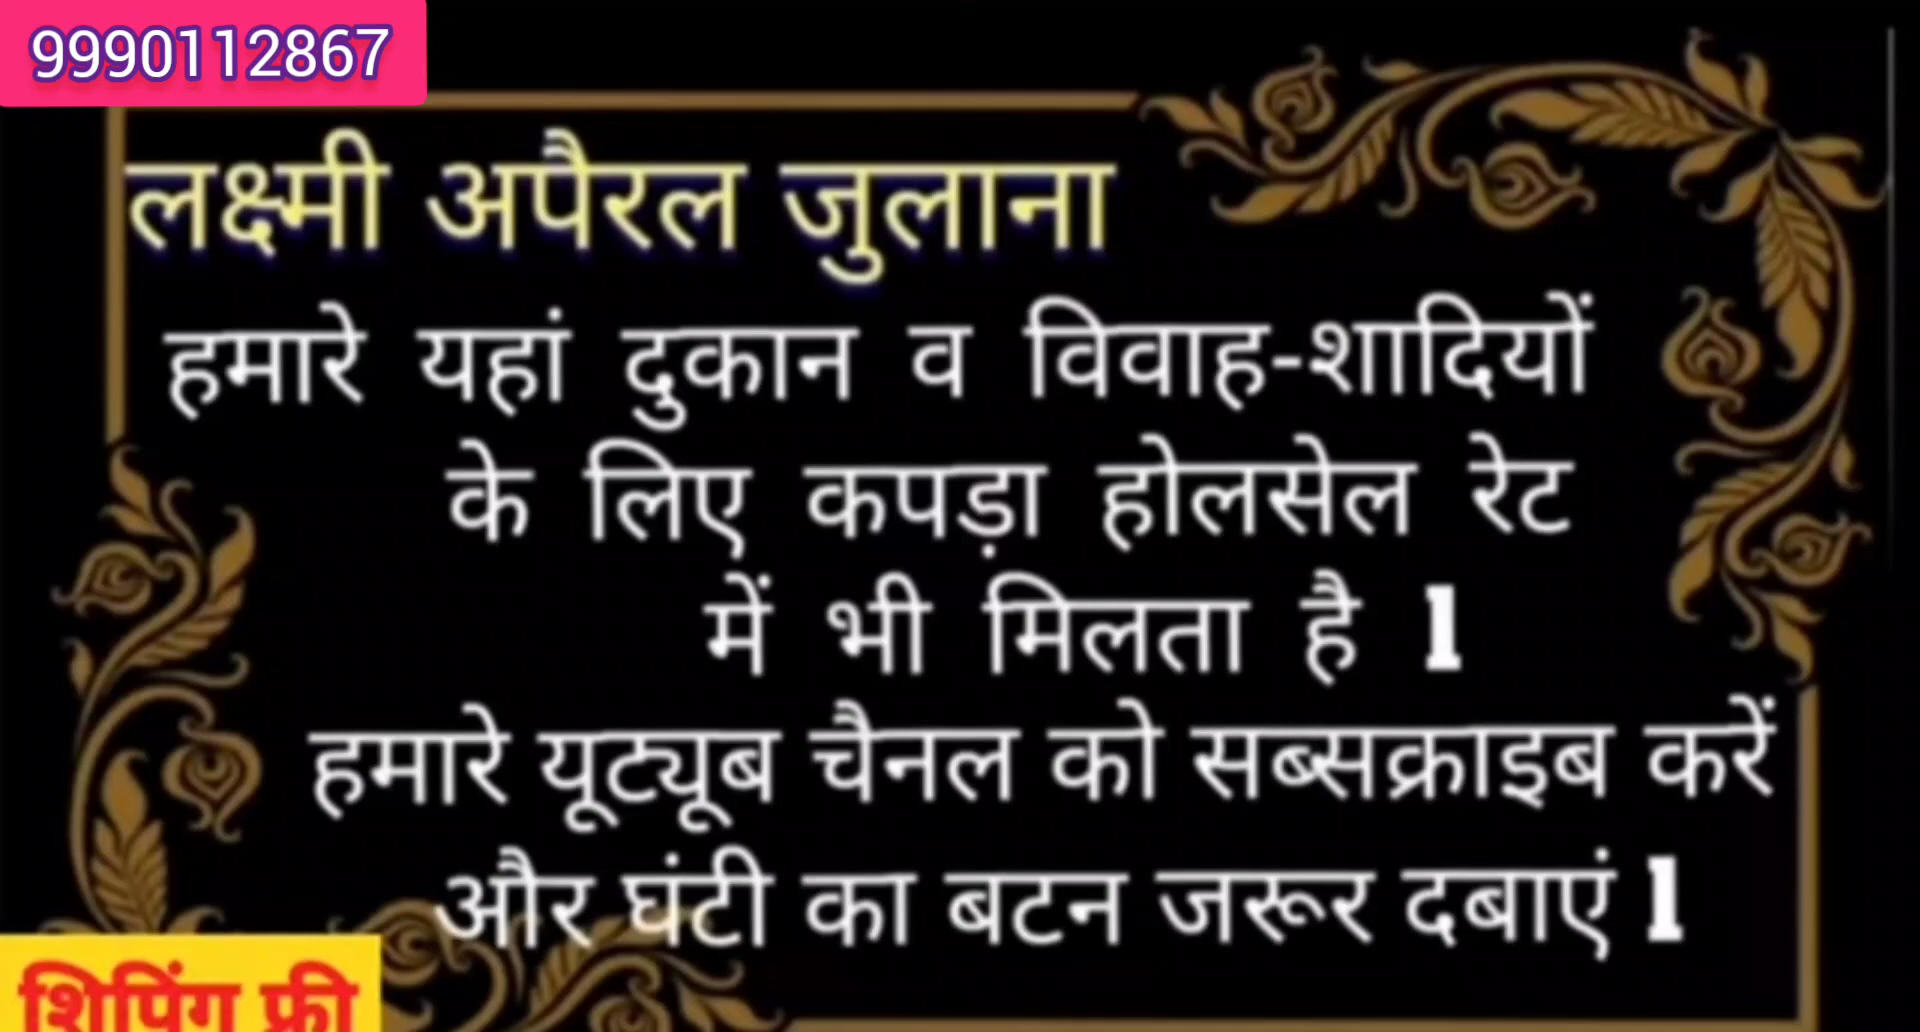 9990112867
लक्ष्मी अपैरल जुलाना
हमारे यहां दुकान व विवाह-शादियों
के लिए कपड़ा होलसेल रेट
में भी मिलता है l
हमारे यूट्यूब चैनल को सब्सक्राइब करें
और घंटी का बटन जरूर दबाएं l
शिपिंग फ्री